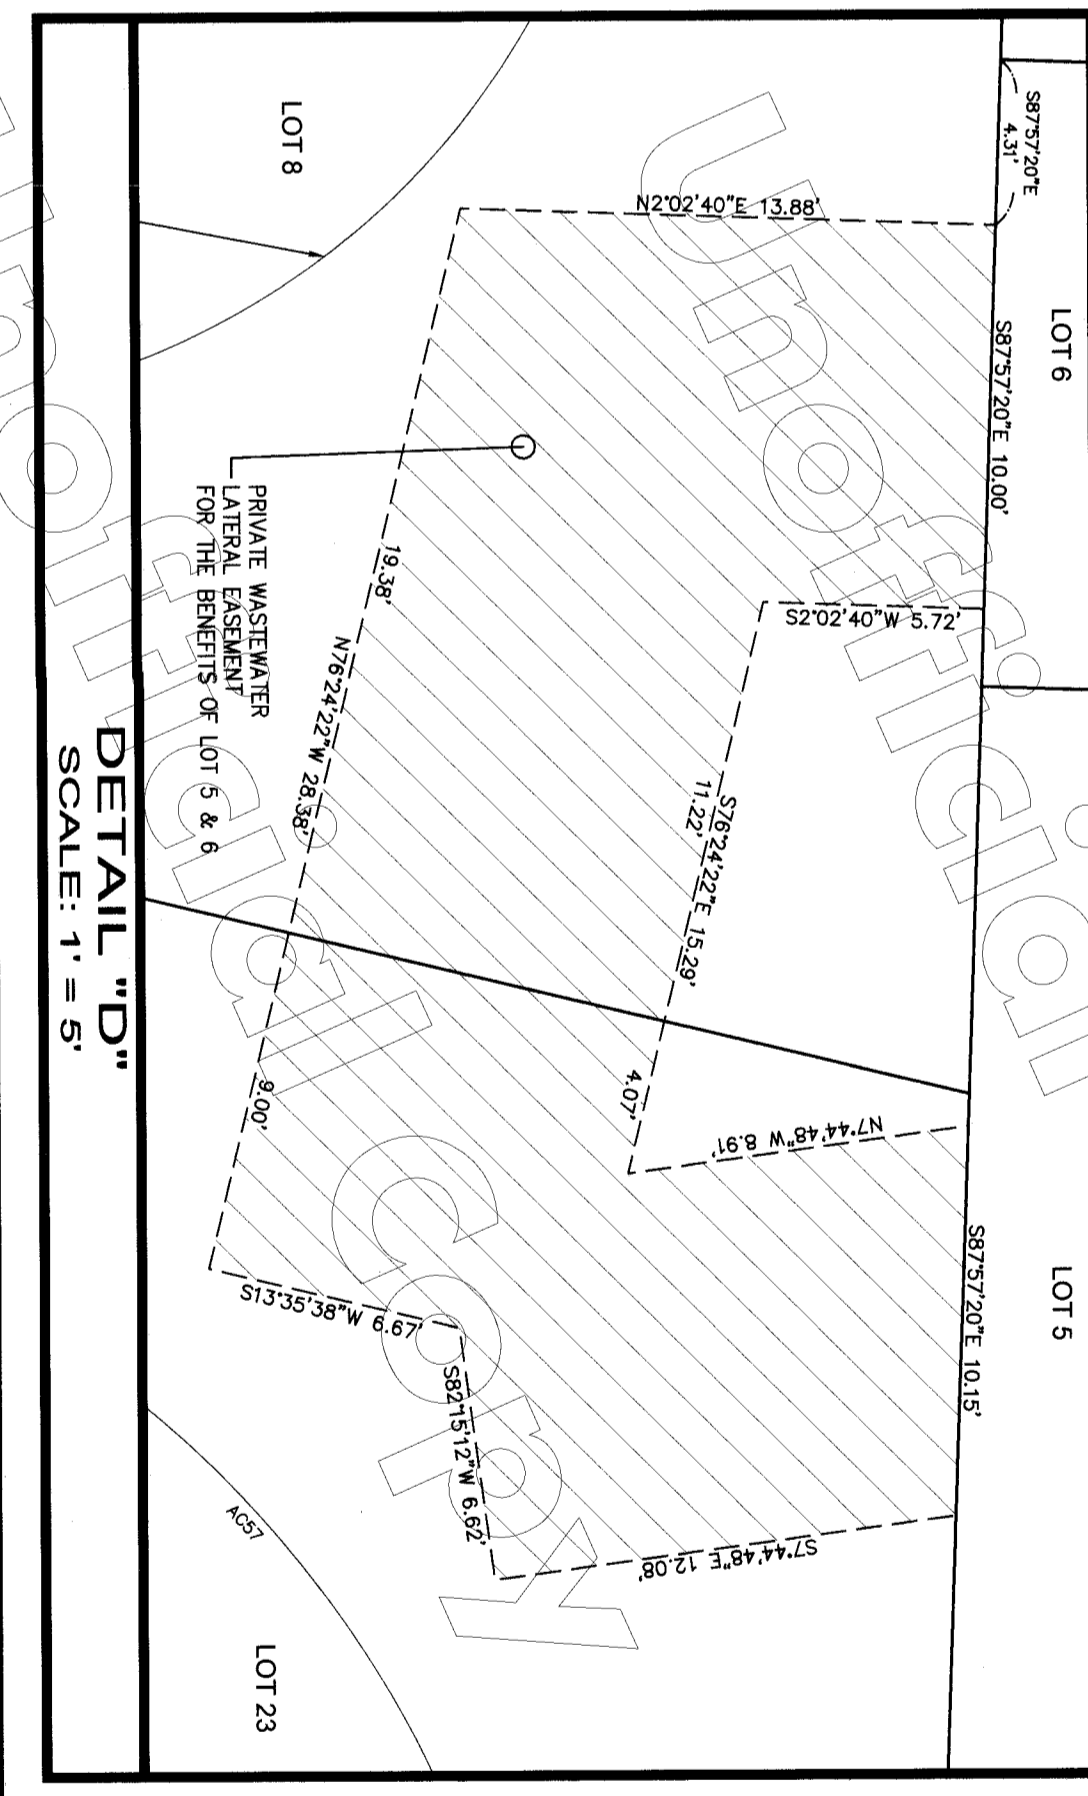 LOT 6
LOT 5
S87°57'20"E
4.31'
S87°57'20"E 10.00'
S87°57'20"E 10.15'
N2°02'40"E 13.88'
S2°02'40"W 5.72'
S76°24'22"E 15.29'
11.22'
4.07'
N7°44'48"W 8.91'
S7°44'48"E 12.08'
19.38'
N76°24'22"W 28.38'
9.00'
S13°35'38"W 6.67'
S82°15'12"W 6.62'
LOT 8
PRIVATE WASTEWATER
LATERAL EASEMENT
FOR THE BENEFITS OF LOT 5 & 6
AC57
LOT 23
DETAIL "D"
SCALE: 1' = 5'
Unofficial Copy